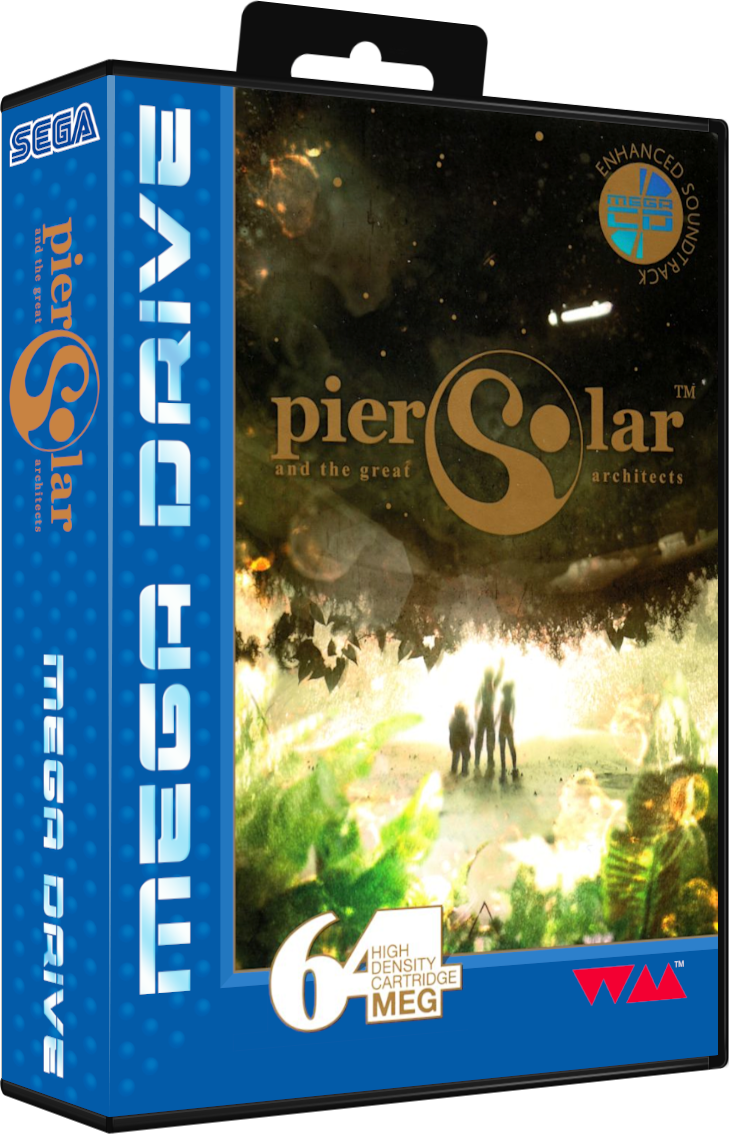 SEGA
pier Solar
and the great architects
MEGA DRIVE
MEGA DRIVE
ENHANCED SOUNDTRACK
MEGA
CD
pier Solar™
and the great architects
64
HIGH
DENSITY
CARTRIDGE
MEG
WM™